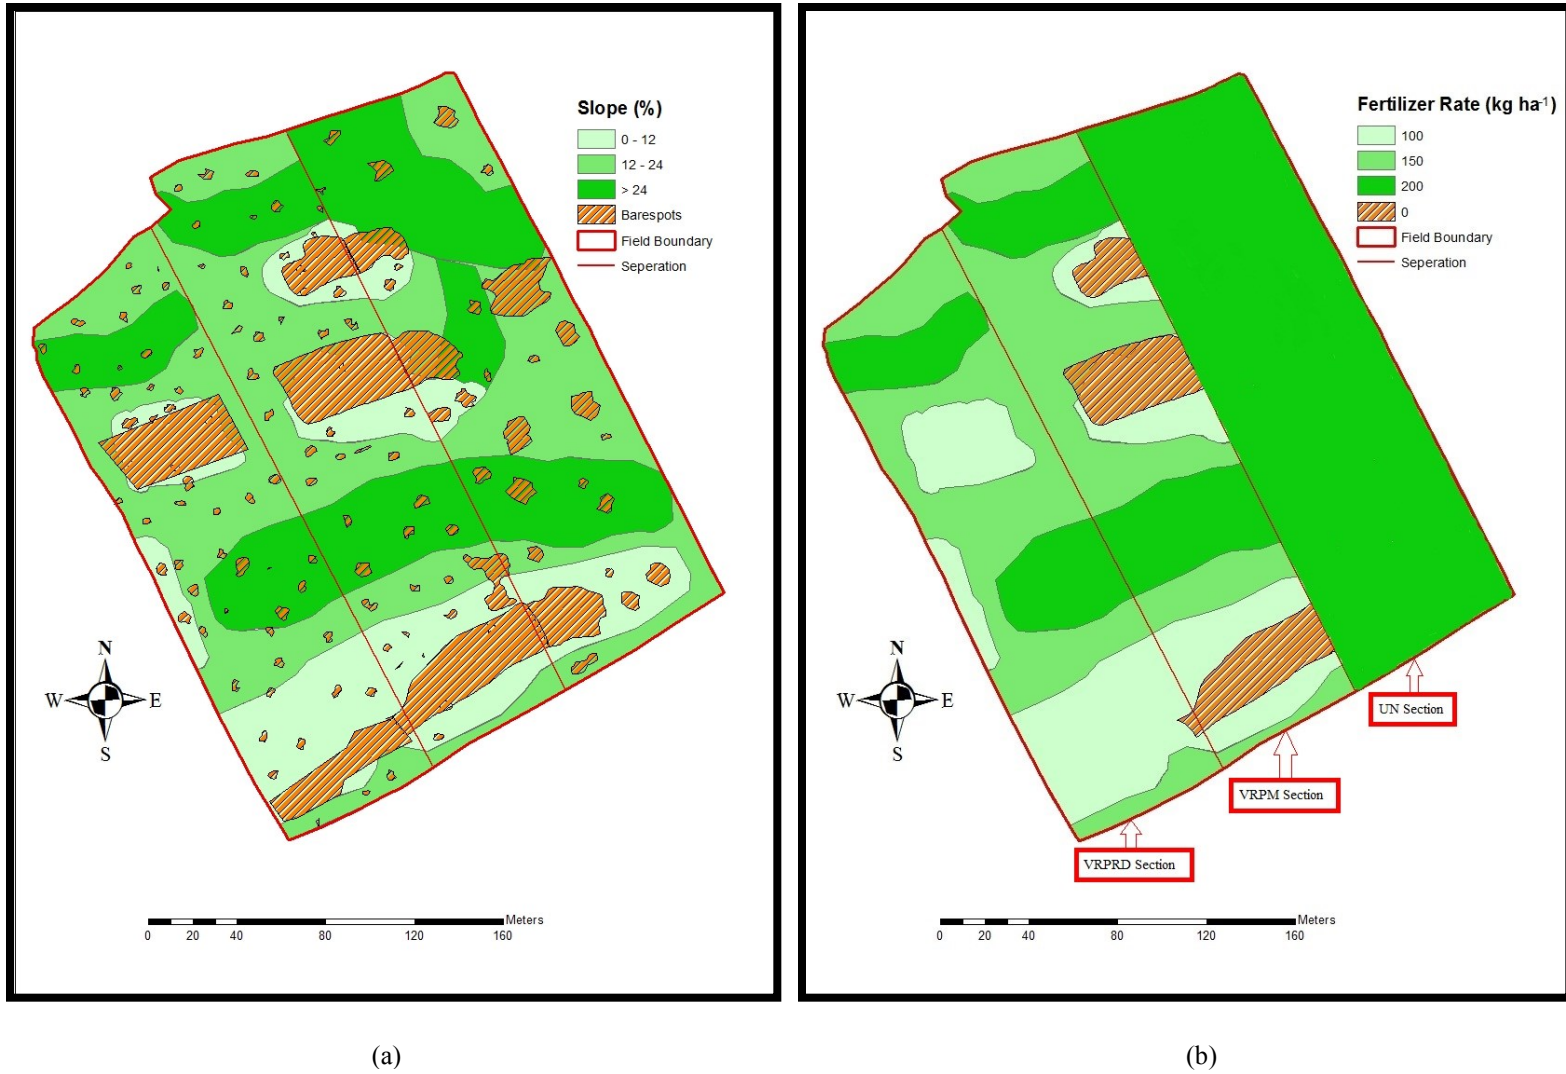 Slope (%)
0 - 12
12 - 24
> 24
Barespots
Field Boundary
Seperation
N
W
E
S
Meters
0 20 40 80 120 160
(a)
Fertilizer Rate (kg ha-1)
100
150
200
0
Field Boundary
Seperation
N
W
E
S
UN Section
VRPM Section
VRPRD Section
Meters
0 20 40 80 120 160
(b)